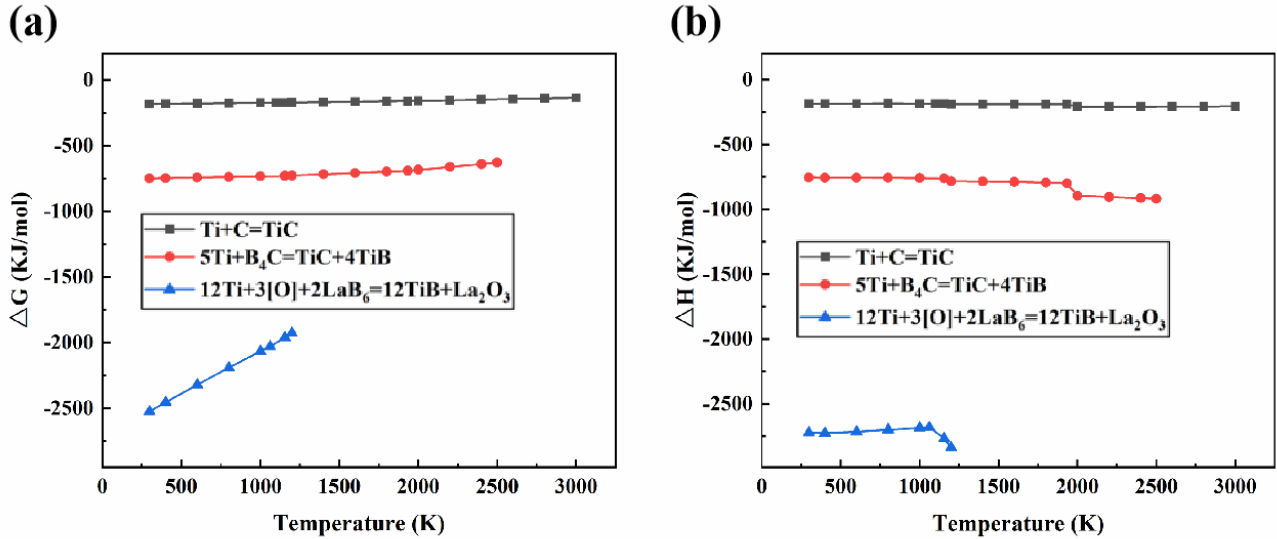 (a)
0
-500
-1000
-1500
-2000
-2500
△G (KJ/mol)
Ti+C=TiC
5Ti+B₄C=TiC+4TiB
12Ti+3[O]+2LaB₆=12TiB+La₂O₃
0 500 1000 1500 2000 2500 3000
Temperature (K)
(b)
0
-500
-1000
-1500
-2000
-2500
△H (KJ/mol)
Ti+C=TiC
5Ti+B₄C=TiC+4TiB
12Ti+3[O]+2LaB₆=12TiB+La₂O₃
0 500 1000 1500 2000 2500 3000
Temperature (K)